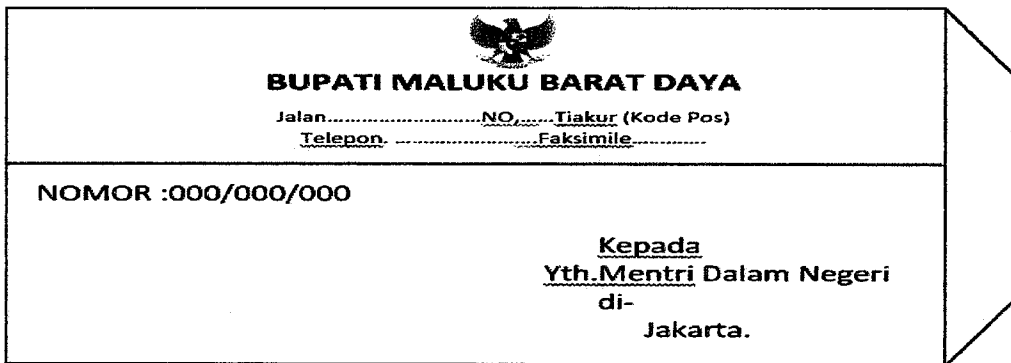 BUPATI MALUKU BARAT DAYA
Jalan............................NO,......Tiakur (Kode Pos)
Telepon. ..........................Faksimile.............
NOMOR :000/000/000
Kepada
Yth.Mentri Dalam Negeri
di-
Jakarta.